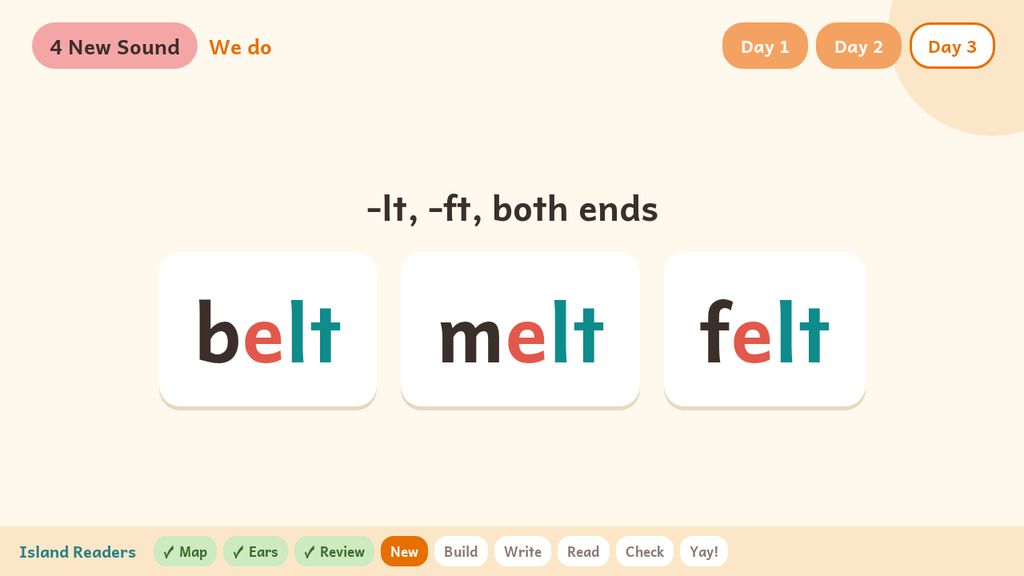 4 New Sound We do Day 1 Day 2 Day 3
-lt, -ft, both ends
belt melt felt
Island Readers ✓ Map ✓ Ears ✓ Review New Build Write Read Check Yay!